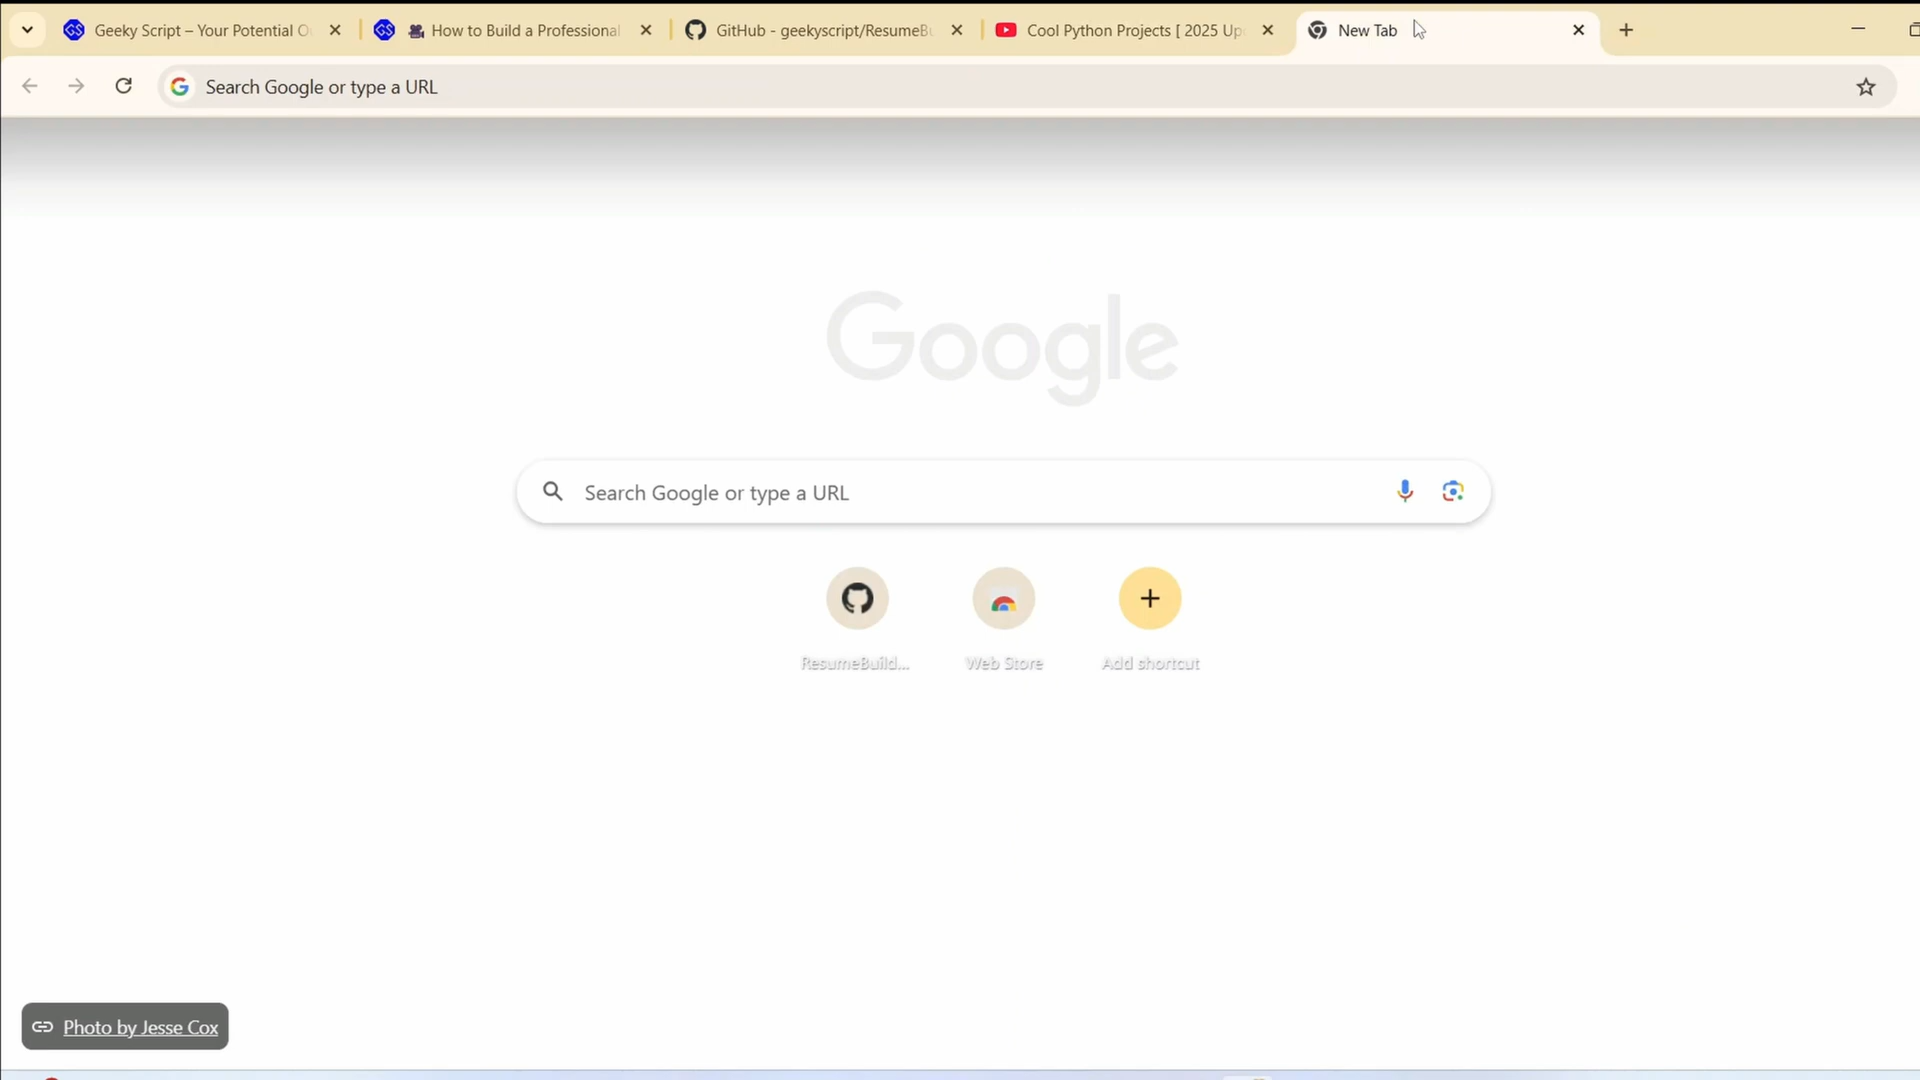 Geeky Script – Your Potential O
How to Build a Professional
GitHub - geekyscript/ResumeBu
Cool Python Projects [ 2025 Up
New Tab
Search Google or type a URL
Google
Search Google or type a URL
ResumeBuild...
Web Store
Add shortcut
Photo by Jesse Cox